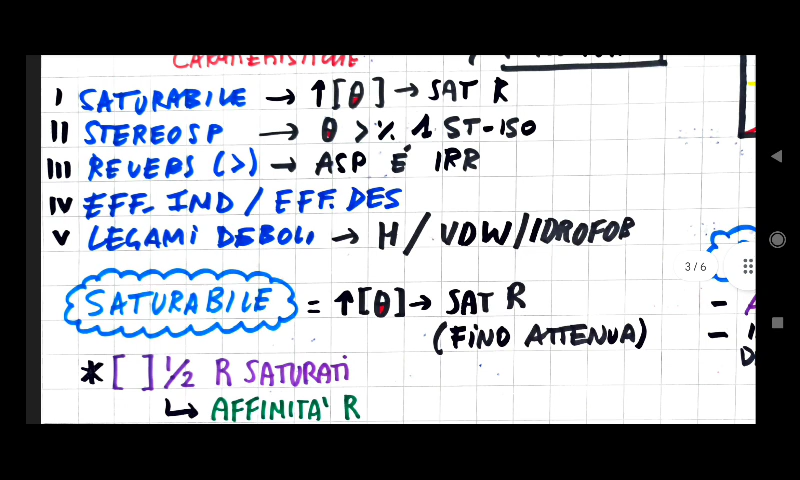 CARATTERISTICHE
I SATURABILE → ↑[θ] → SAT R
II STEREOSP → θ >% 1 ST-ISO
III REVERS (>) → ASP É IRR
IV EFF. IND / EFF. DES
V LEGAMI DEBOLI → H / VDW/IDROFOB
SATURABILE = ↑[θ]→ SAT R
(FINO ATTENUA)
3/6
*[ ] 1/2 R SATURATI
↳ AFFINITA' R